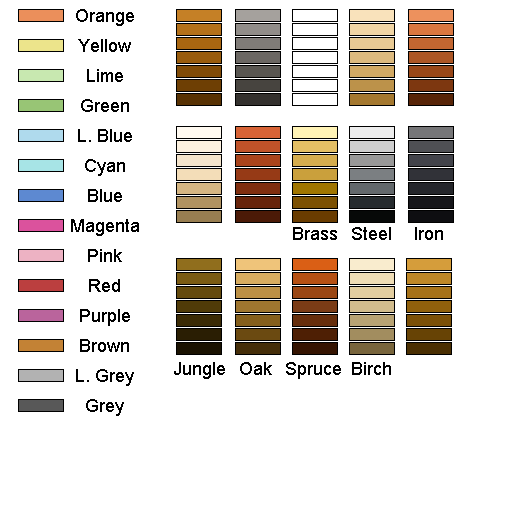 Orange
Yellow
Lime
Green
L. Blue
Cyan
Blue
Magenta
Pink
Red
Purple
Brown
L. Grey
Grey
Brass Steel Iron
Jungle Oak Spruce Birch